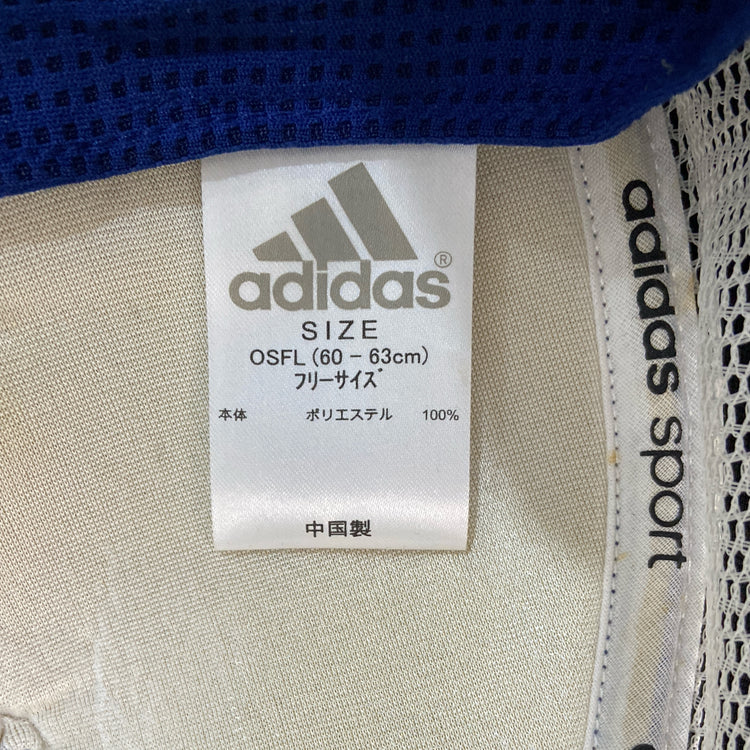 adidas®
SIZE
OSFL (60 - 63cm)
フリーサイズ
本体 ポリエステル 100%
中国製
adidas sport